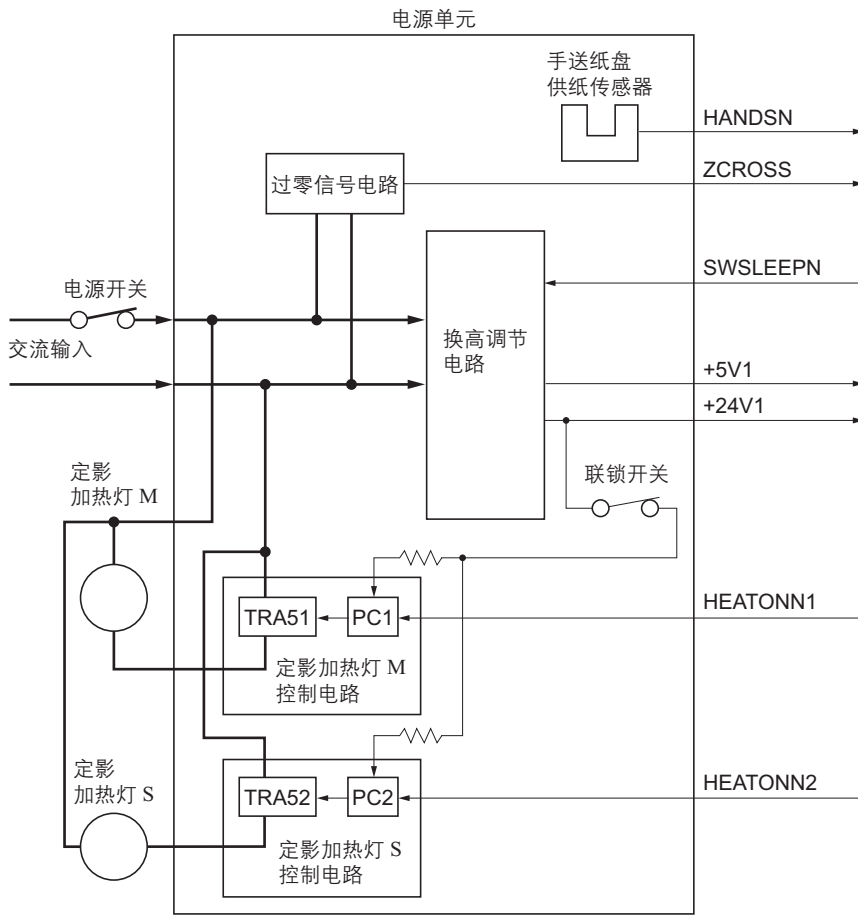 电源单元
手送纸盘
供纸传感器
HANDSN
过零信号电路
ZCROSS
SWSLEEPN
电源开关
交流输入
换高调节
电路
+5V1
+24V1
联锁开关
定影
加热灯 M
TRA51
PC1
HEATONN1
定影加热灯 M
控制电路
定影
加热灯 S
TRA52
PC2
HEATONN2
定影加热灯 S
控制电路